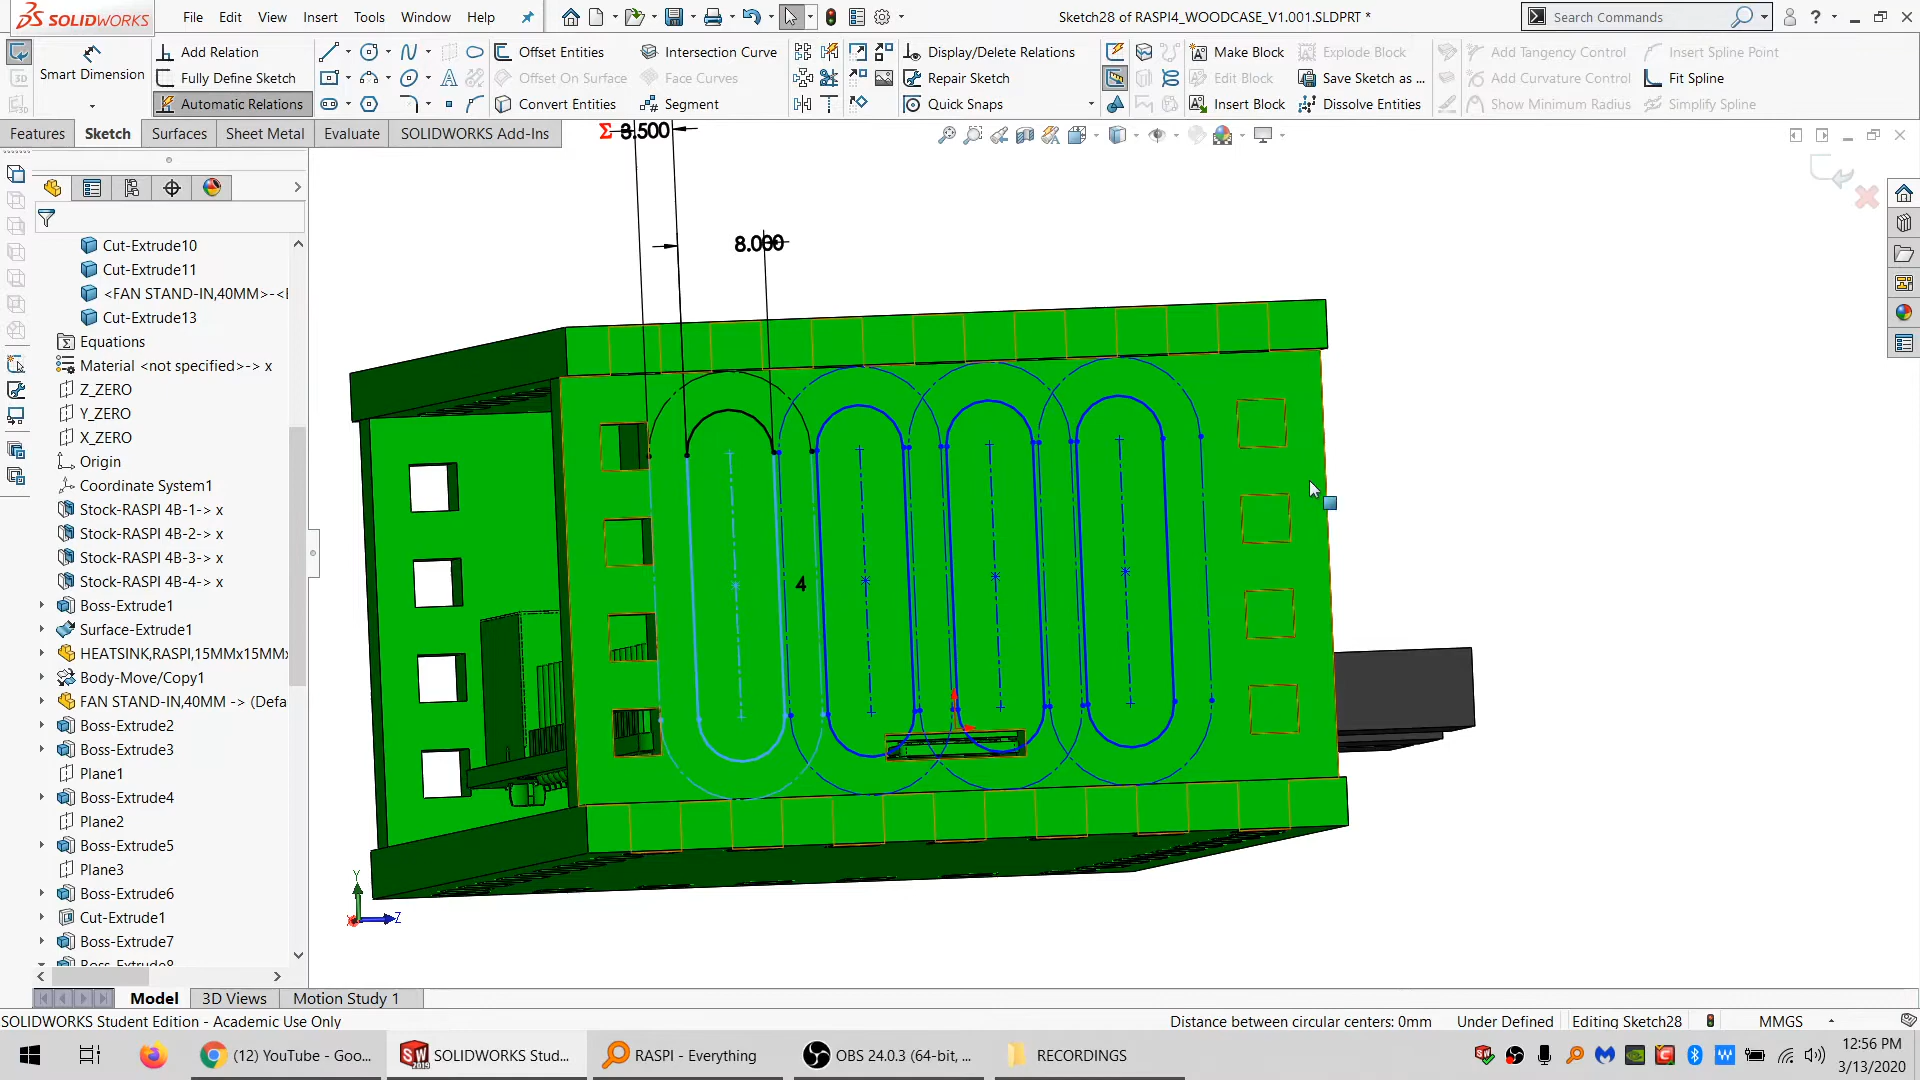 SOLIDWORKS
File
Edit
View
Insert
Tools
Window
Help
Sketch28 of RASPI4_WOODCASE_V1.001.SLDPRT *
Search Commands
Smart Dimension
Add Relation
Fully Define Sketch
Automatic Relations
Offset Entities
Offset On Surface
Convert Entities
Intersection Curve
Face Curves
Segment
Display/Delete Relations
Repair Sketch
Quick Snaps
Make Block
Edit Block
Insert Block
Explode Block
Save Sketch as ...
Dissolve Entities
Add Tangency Control
Add Curvature Control
Show Minimum Radius
Insert Spline Point
Fit Spline
Simplify Spline
Features
Sketch
Surfaces
Sheet Metal
Evaluate
SOLIDWORKS Add-Ins
Cut-Extrude10
Cut-Extrude11
<FAN STAND-IN,40MM>-<
Cut-Extrude13
Equations
Material <not specified>-> x
Z_ZERO
Y_ZERO
X_ZERO
Origin
Coordinate System1
Stock-RASPI 4B-1-> x
Stock-RASPI 4B-2-> x
Stock-RASPI 4B-3-> x
Stock-RASPI 4B-4-> x
Boss-Extrude1
Surface-Extrude1
HEATSINK,RASPI,15MMx15MM
Body-Move/Copy1
FAN STAND-IN,40MM -> (Defa
Boss-Extrude2
Boss-Extrude3
Plane1
Boss-Extrude4
Plane2
Boss-Extrude5
Plane3
Boss-Extrude6
Cut-Extrude1
Boss-Extrude7
Boss-Extrude8
Σ 3.500
8.000
4
Y
Z
Model
3D Views
Motion Study 1
SOLIDWORKS Student Edition - Academic Use Only
Distance between circular centers: 0mm
Under Defined
Editing Sketch28
MMGS
(12) YouTube - Goo...
SOLIDWORKS Stud...
RASPI - Everything
OBS 24.0.3 (64-bit, ...
RECORDINGS
12:56 PM
3/13/2020